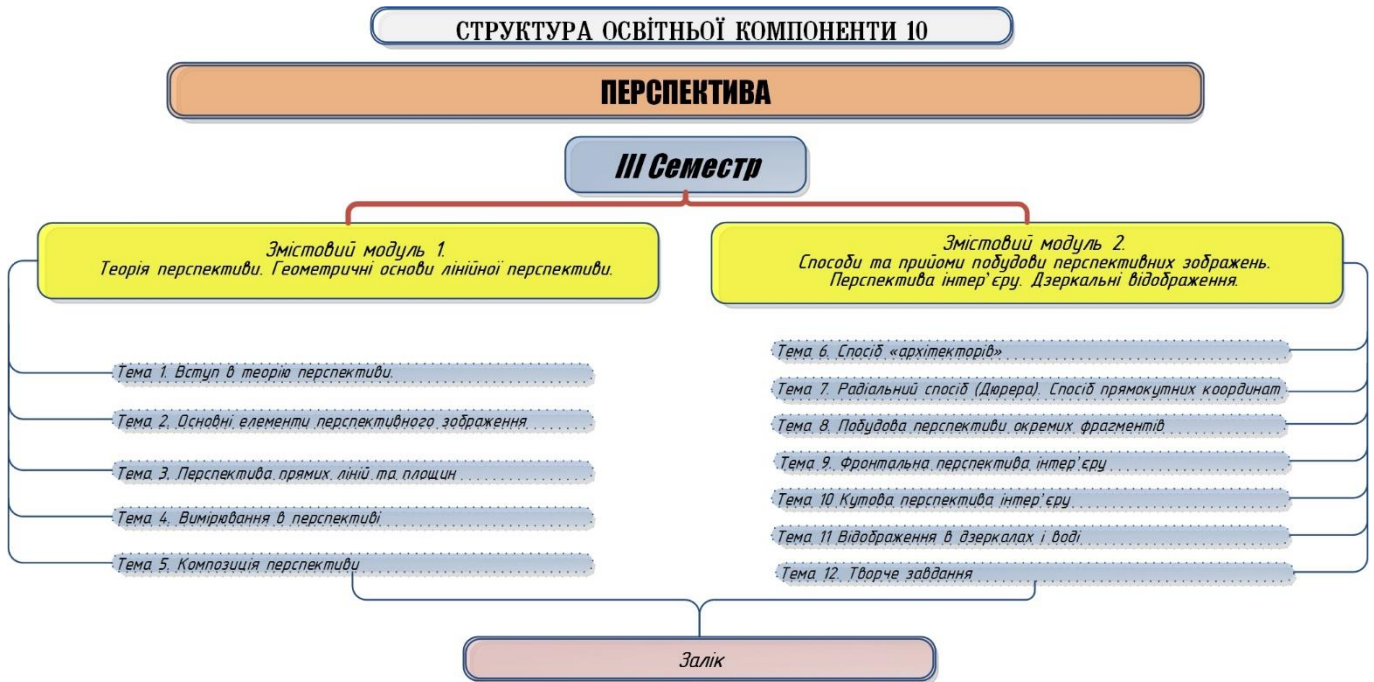 СТРУКТУРА ОСВІТНЬОЇ КОМПОНЕНТИ 10
ПЕРСПЕКТИВА
III Семестр
Змістовий модуль 1.
Теорія перспективи. Геометричні основи лінійної перспективи.
Тема 1. Вступ в теорію перспективи.
Тема 2. Основні елементи перспективного зображення
Тема 3. Перспектива прямих ліній та площин
Тема 4. Вимірювання в перспективі
Тема 5. Композиція перспективи
Змістовий модуль 2.
Способи та прийоми побудови перспективних зображень.
Перспектива інтер'єру. Дзеркальні відображення.
Тема 6. Спосіб «архітекторів»
Тема 7. Радіальний спосіб (Дюрера). Спосіб прямокутних координат
Тема 8. Побудова перспективи окремих фрагментів
Тема 9. Фронтальна перспектива інтер'єру
Тема 10 Кутова перспектива інтер'єру
Тема 11 Відображення в дзеркалах і воді
Тема 12. Творче завдання
Залік